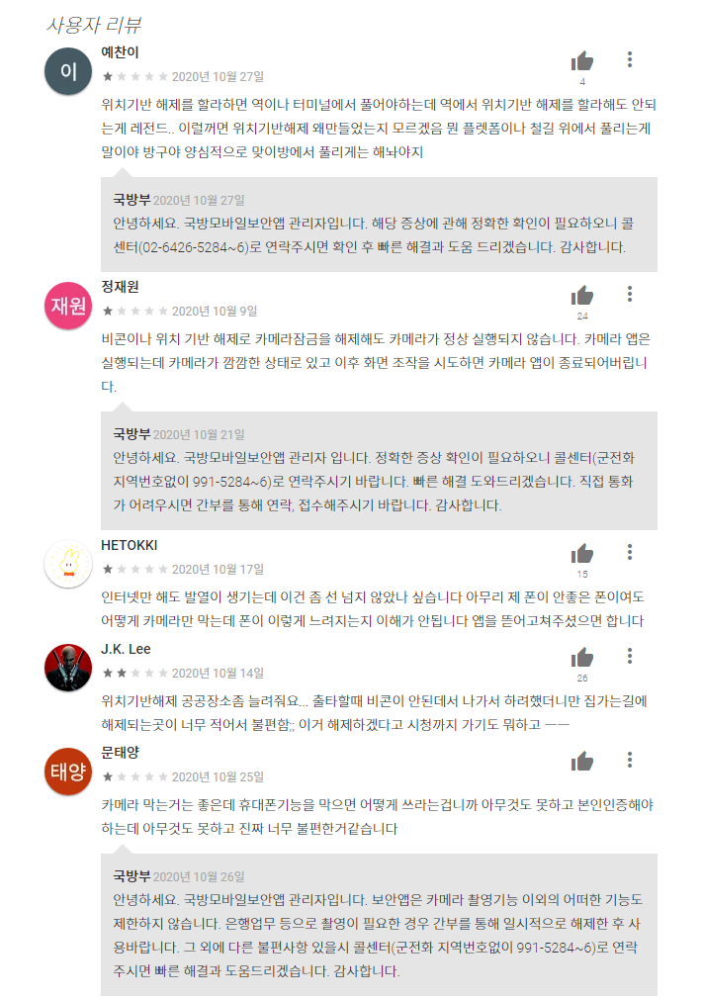 사용자 리뷰
이
예찬이
2020년 10월 27일
4
위치기반 해제를 할라하면 역이나 터미널에서 풀어야하는데 역에서 위치기반 해제를 할라해도 안되
는게 레전드.. 이럴꺼면 위치기반해제 왜만들었는지 모르겠음 뭔 플렛폼이나 철길 위에서 풀리는게
말이야 방구야 양심적으로 맞이방에서 풀리게는 해놔야지
국방부 2020년 10월 27일
안녕하세요. 국방모바일보안앱 관리자입니다. 해당 증상에 관해 정확한 확인이 필요하오니 콜
센터(02-6426-5284~6)로 연락주시면 확인 후 빠른 해결과 도움 드리겠습니다. 감사합니다.
재원
정재원
2020년 10월 9일
24
비콘이나 위치 기반 해제로 카메라잠금을 해제해도 카메라가 정상 실행되지 않습니다. 카메라 앱은
실행되는데 카메라가 깜깜한 상태로 있고 이후 화면 조작을 시도하면 카메라 앱이 종료되어버립니
다.
국방부 2020년 10월 21일
안녕하세요. 국방모바일보안앱 관리자 입니다. 정확한 증상 확인이 필요하오니 콜센터(군전화
지역번호없이 991-5284~6)로 연락주시기 바랍니다. 빠른 해결 도와드리겠습니다. 직접 통화
가 어려우시면 간부를 통해 연락, 접수해주시기 바랍니다. 감사합니다.
HETOKKI
2020년 10월 17일
15
인터넷만 해도 발열이 생기는데 이건 좀 선 넘지 않았나 싶습니다 아무리 제 폰이 안좋은 폰이여도
어떻게 카메라만 막는데 폰이 이렇게 느려지는지 이해가 안됩니다 앱을 뜯어고쳐주셨으면 합니다
J.K. Lee
2020년 10월 14일
26
위치기반해제 공공장소좀 늘려줘요... 출타할때 비콘이 안된데서 나가서 하려했더니만 집가는길에
해제되는곳이 너무 적어서 불편함;; 이거 해제하겠다고 시청까지 가기도 뭐하고 ㅡㅡ
태양
문태양
2020년 10월 25일
카메라 막는거는 좋은데 휴대폰기능을 막으면 어떻게 쓰라는겁니까 아무것도 못하고 본인인증해야
하는데 아무것도 못하고 진짜 너무 불편한거같습니다
국방부 2020년 10월 26일
안녕하세요. 국방모바일보안앱 관리자입니다. 보안앱은 카메라 촬영기능 이외의 어떠한 기능도
제한하지 않습니다. 은행업무 등으로 촬영이 필요한 경우 간부를 통해 일시적으로 해제한 후 사
용바랍니다. 그 외에 다른 불편사항 있을시 콜센터(군전화 지역번호없이 991-5284~6)로 연락
주시면 빠른 해결과 도움드리겠습니다. 감사합니다.